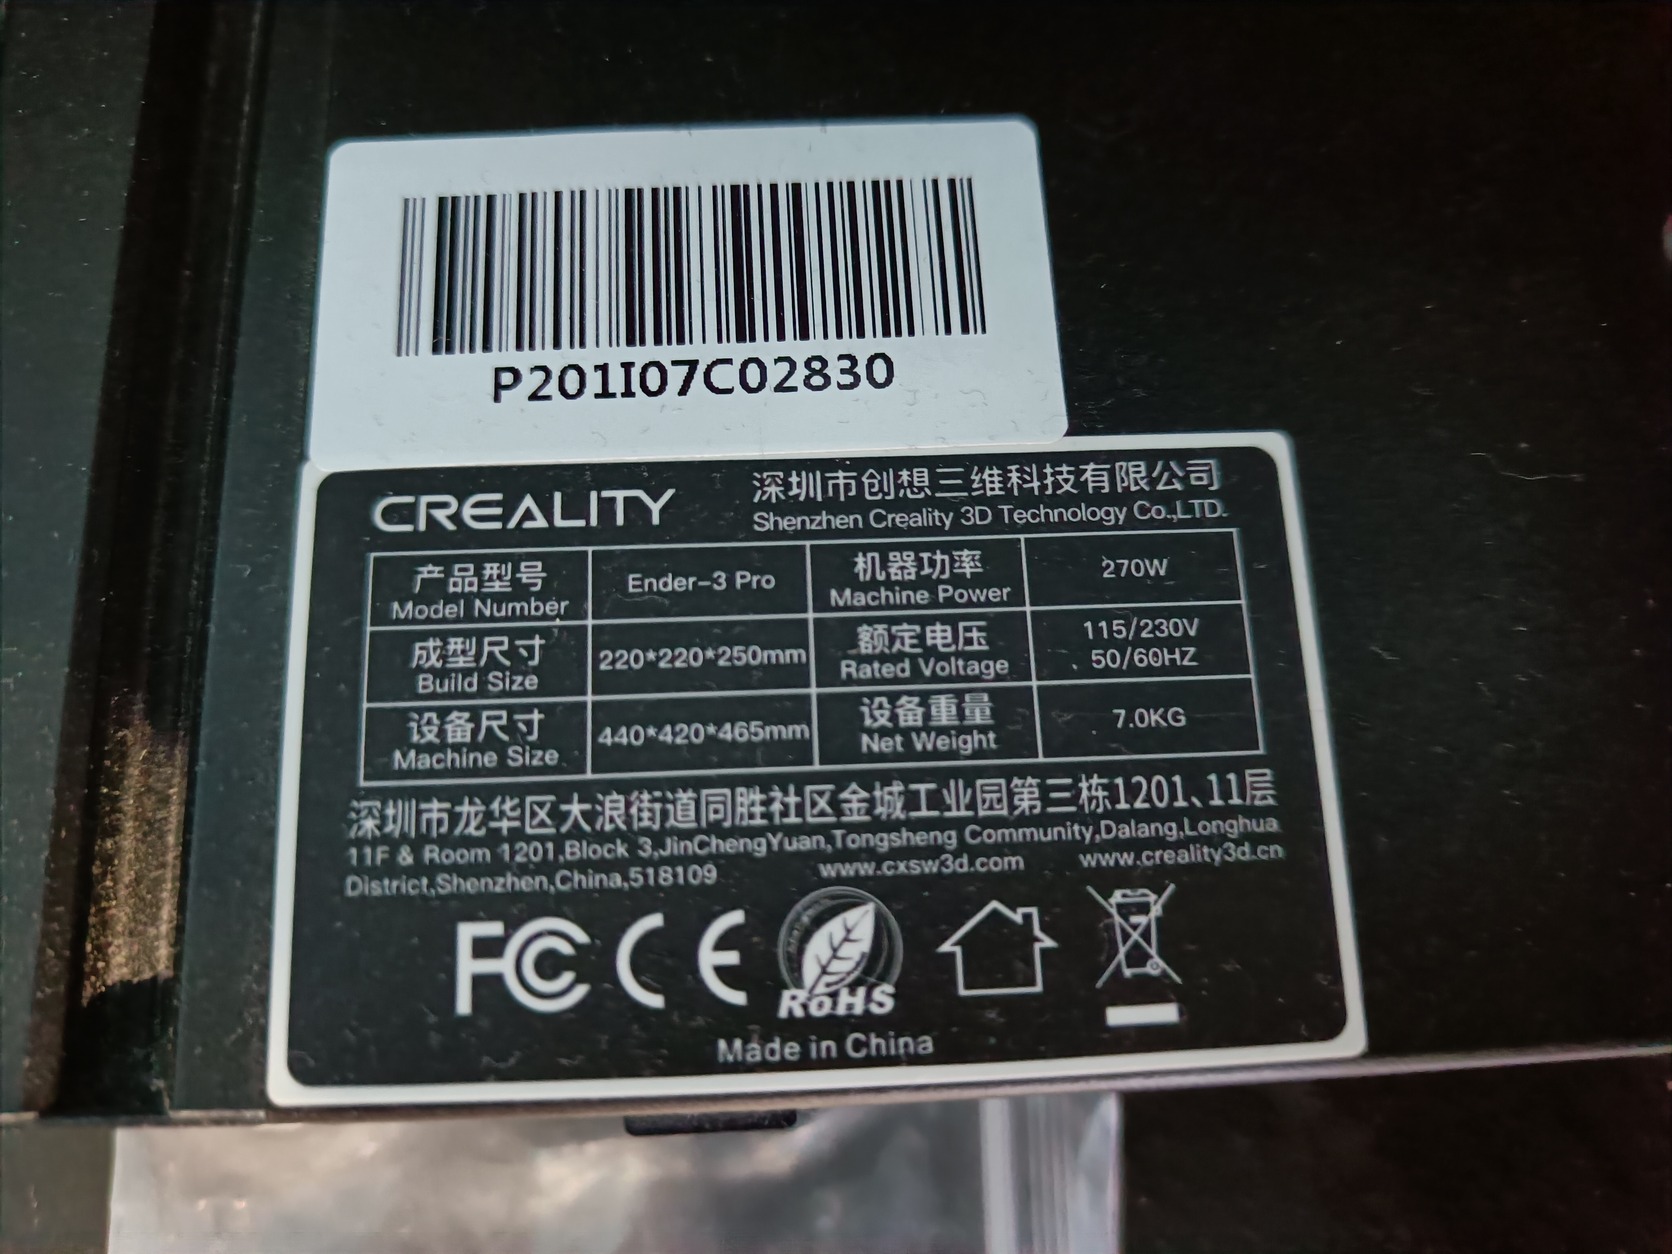 P201I07C02830
CREALITY
深圳市创想三维科技有限公司
Shenzhen Creality 3D Technology Co.,LTD.
产品型号
Model Number
Ender-3 Pro
机器功率
Machine Power
270W
成型尺寸
Build Size
220*220*250mm
额定电压
Rated Voltage
115/230V
50/60HZ
设备尺寸
Machine Size
440*420*465mm
设备重量
Net Weight
7.0KG
深圳市龙华区大浪街道同胜社区金城工业园第三栋1201、11层
11F & Room 1201,Block 3,JinChengYuan,Tongsheng Community,Dalang,Longhua
District,Shenzhen,China,518109 www.cxsw3d.com www.creality3d.cn
FC CE RoHS
Made in China